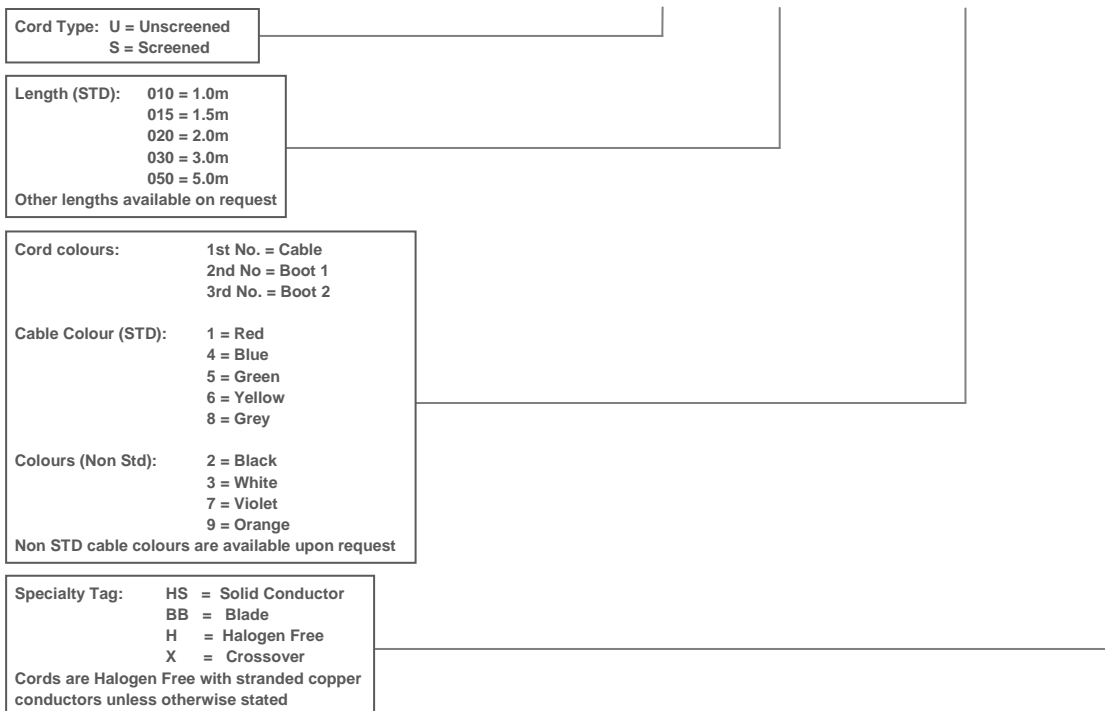 Cord Type: U = Unscreened
S = Screened
Length (STD): 010 = 1.0m
015 = 1.5m
020 = 2.0m
030 = 3.0m
050 = 5.0m
Other lengths available on request
Cord colours: 1st No. = Cable
2nd No = Boot 1
3rd No. = Boot 2
Cable Colour (STD): 1 = Red
4 = Blue
5 = Green
6 = Yellow
8 = Grey
Colours (Non Std): 2 = Black
3 = White
7 = Violet
9 = Orange
Non STD cable colours are available upon request
Specialty Tag: HS = Solid Conductor
BB = Blade
H = Halogen Free
X = Crossover
Cords are Halogen Free with stranded copper
conductors unless otherwise stated